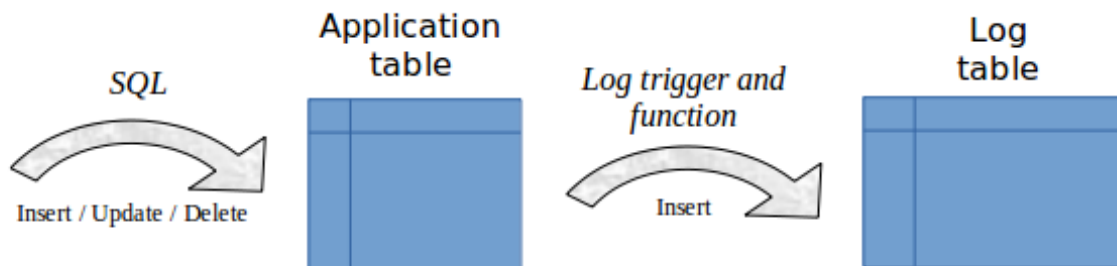 SQL
Insert / Update / Delete
Application
table
Log trigger and
function
Insert
Log
table